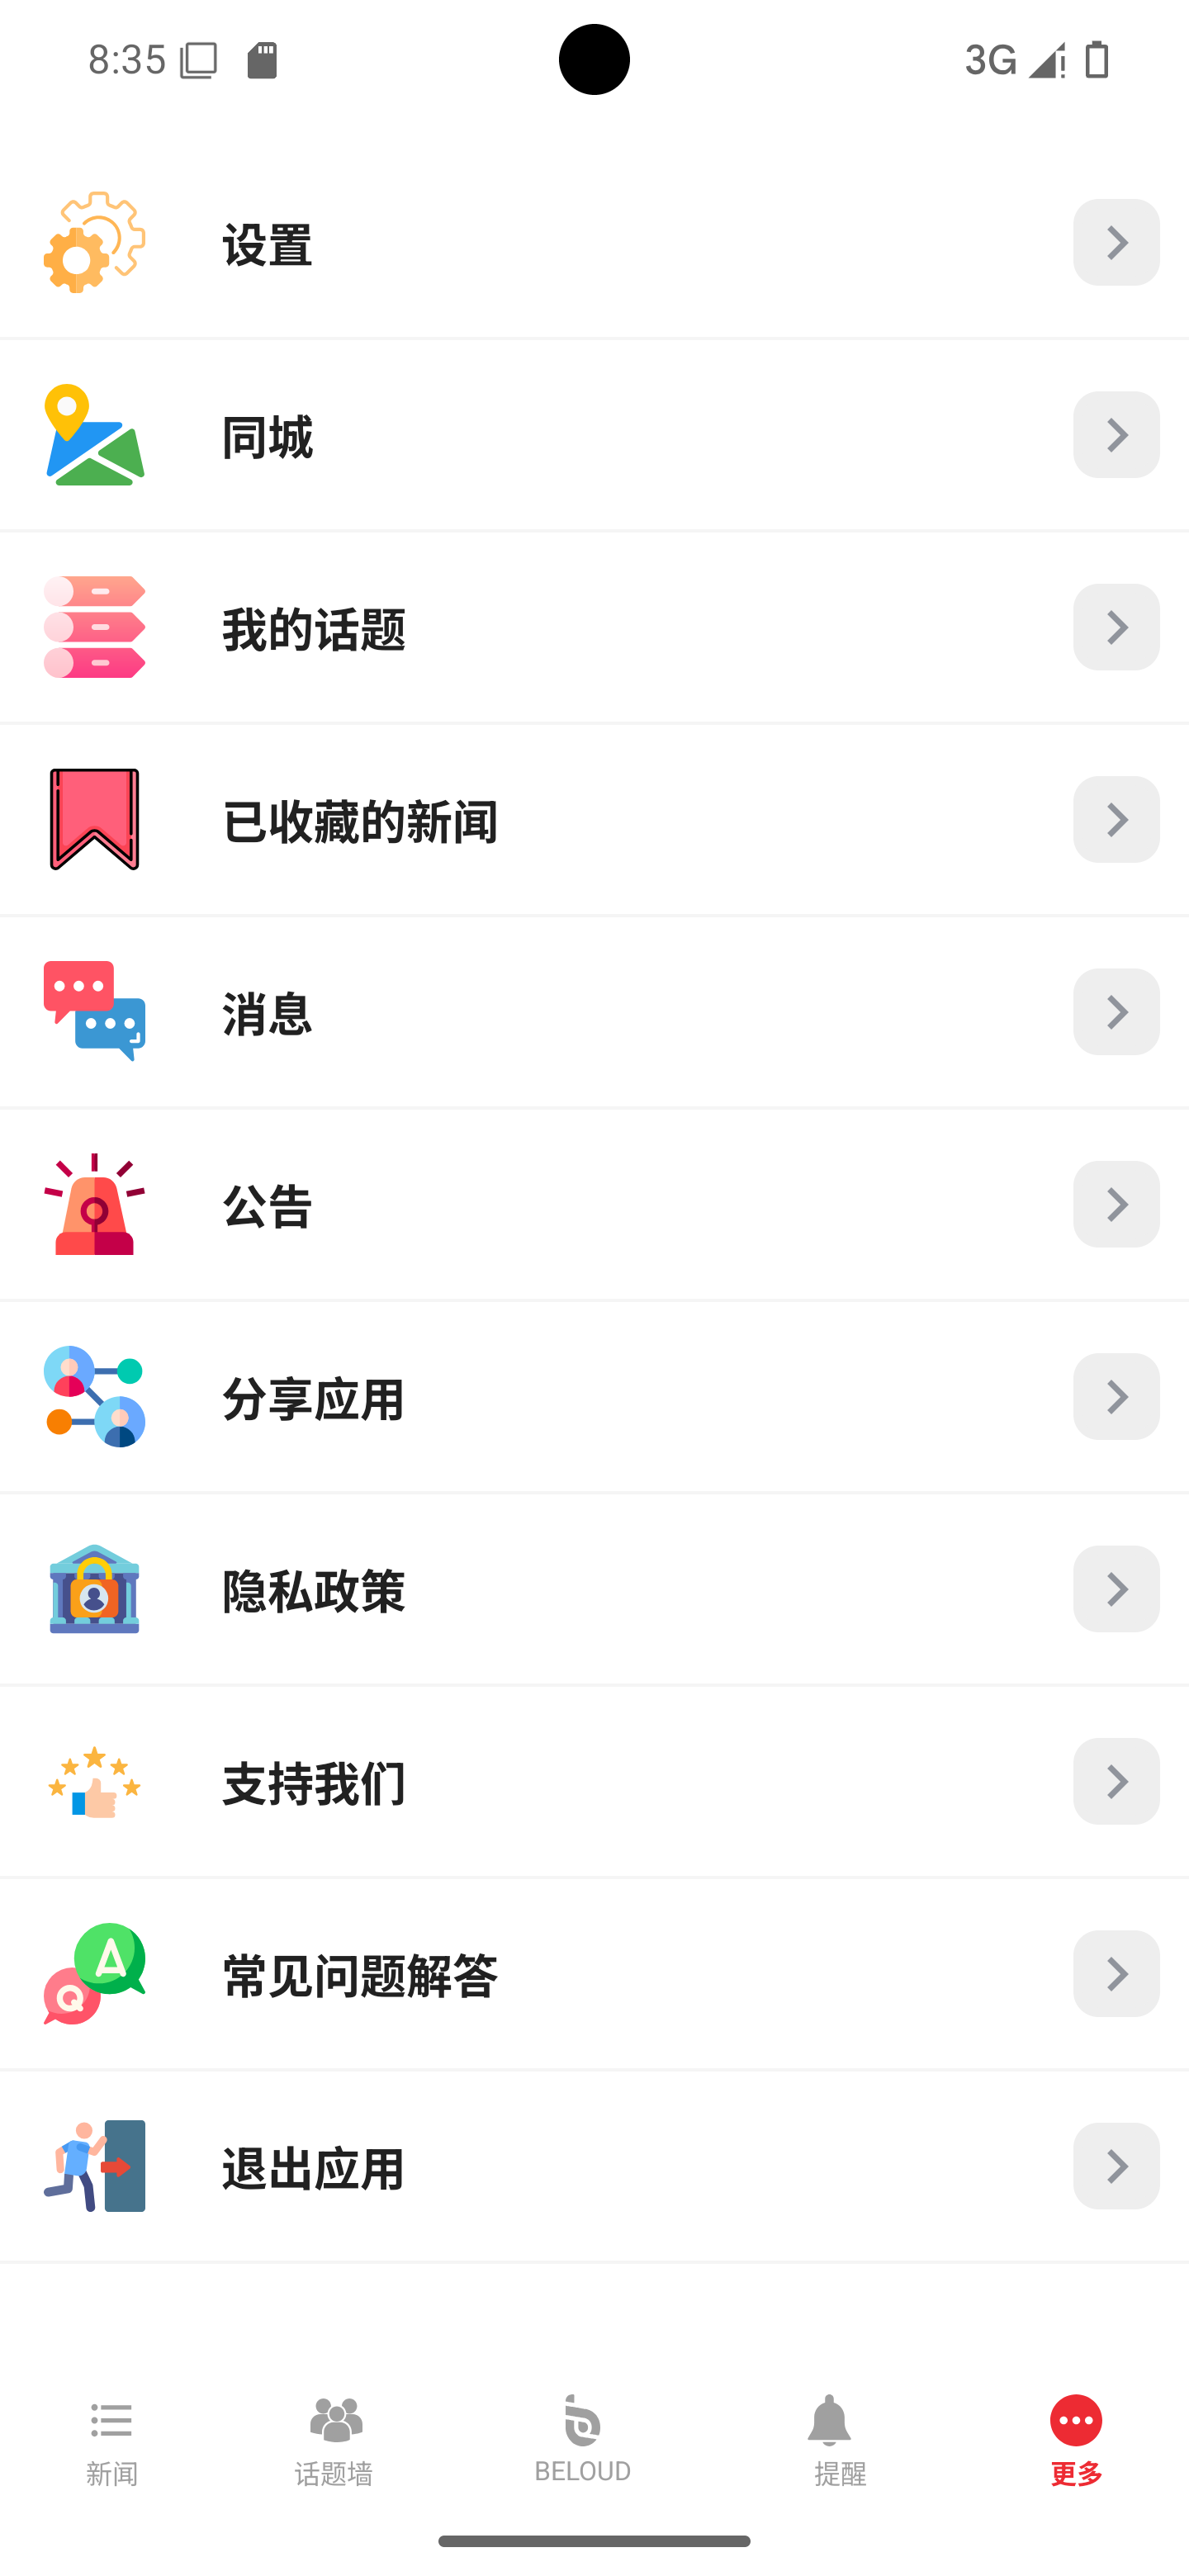 8:35
3G
设置
同城
我的话题
已收藏的新闻
消息
公告
分享应用
隐私政策
支持我们
常见问题解答
退出应用
新闻
话题墙
BELOUD
提醒
更多